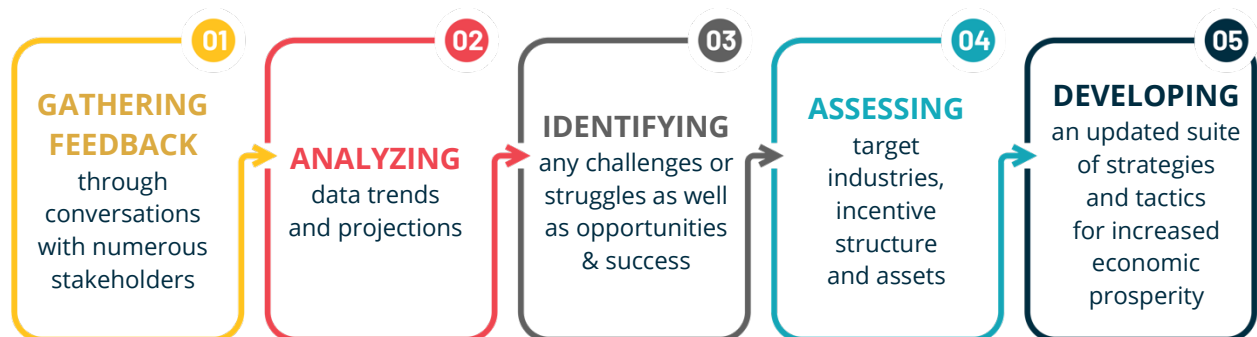 01
GATHERING
FEEDBACK
through
conversations
with numerous
stakeholders
02
ANALYZING
data trends
and projections
03
IDENTIFYING
any challenges or
struggles as well
as opportunities
& success
04
ASSESSING
target
industries,
incentive
structure
and assets
05
DEVELOPING
an updated suite
of strategies
and tactics
for increased
economic
prosperity